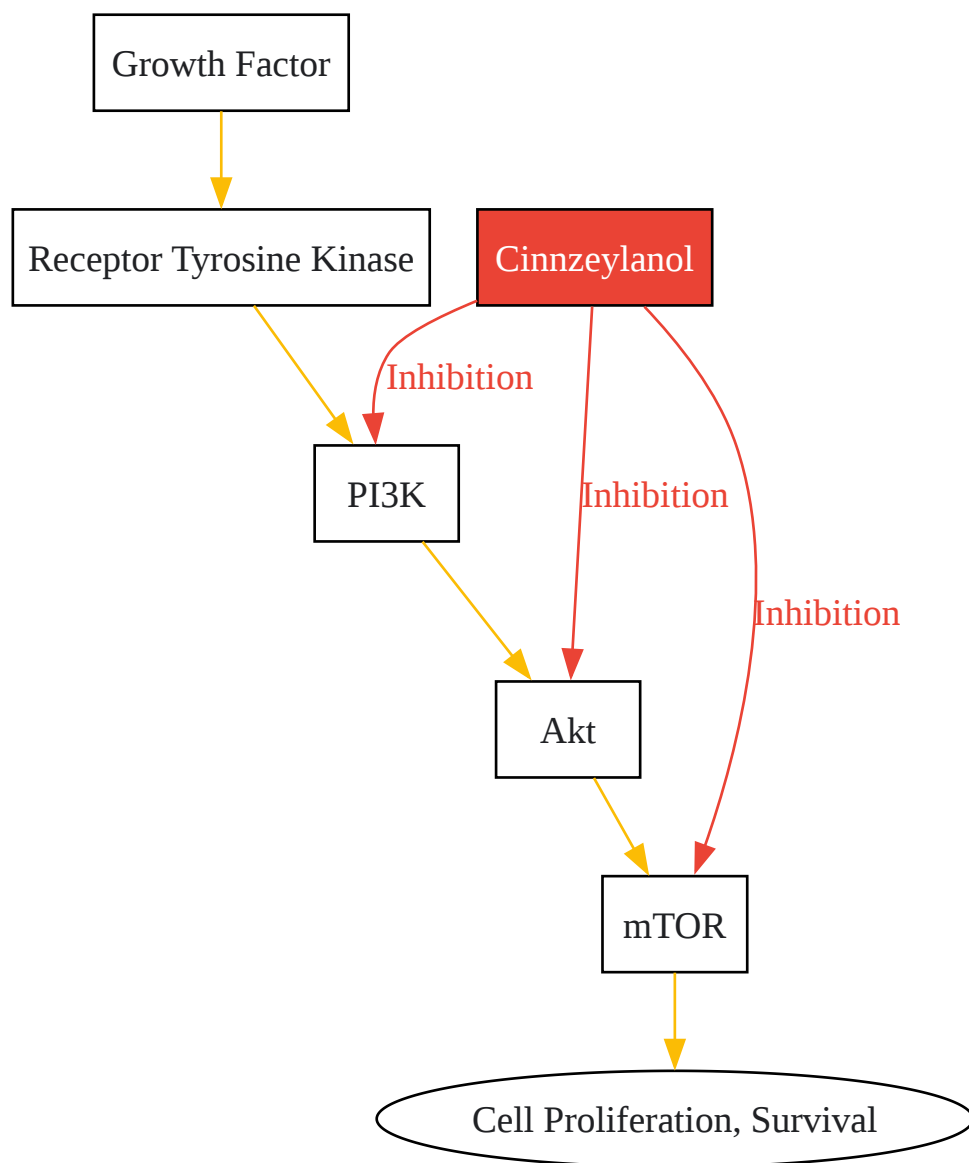 Growth Factor
Receptor Tyrosine Kinase
Cinnzeylanol
Inhibition
PI3K
Inhibition
Inhibition
Akt
mTOR
Cell Proliferation, Survival